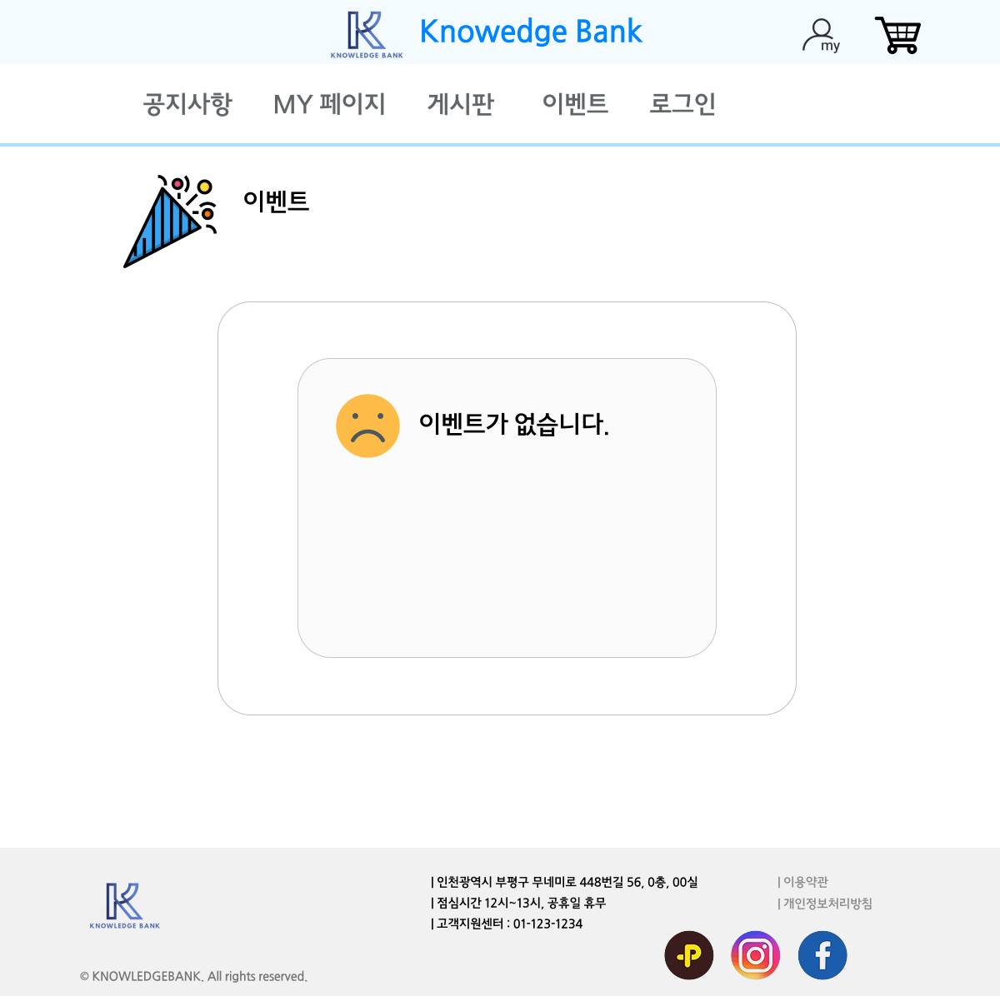 KNOWLEDGE BANK
Knowedge Bank
my
공지사항 MY 페이지 게시판 이벤트 로그인
이벤트
이벤트가 없습니다.
KNOWLEDGE BANK
| 인천광역시 부평구 무네미로 448번길 56, 0층, 00실
| 점심시간 12시~13시, 공휴일 휴무
| 고객지원센터 : 01-123-1234
| 이용약관
| 개인정보처리방침
© KNOWLEDGEBANK. All rights reserved.